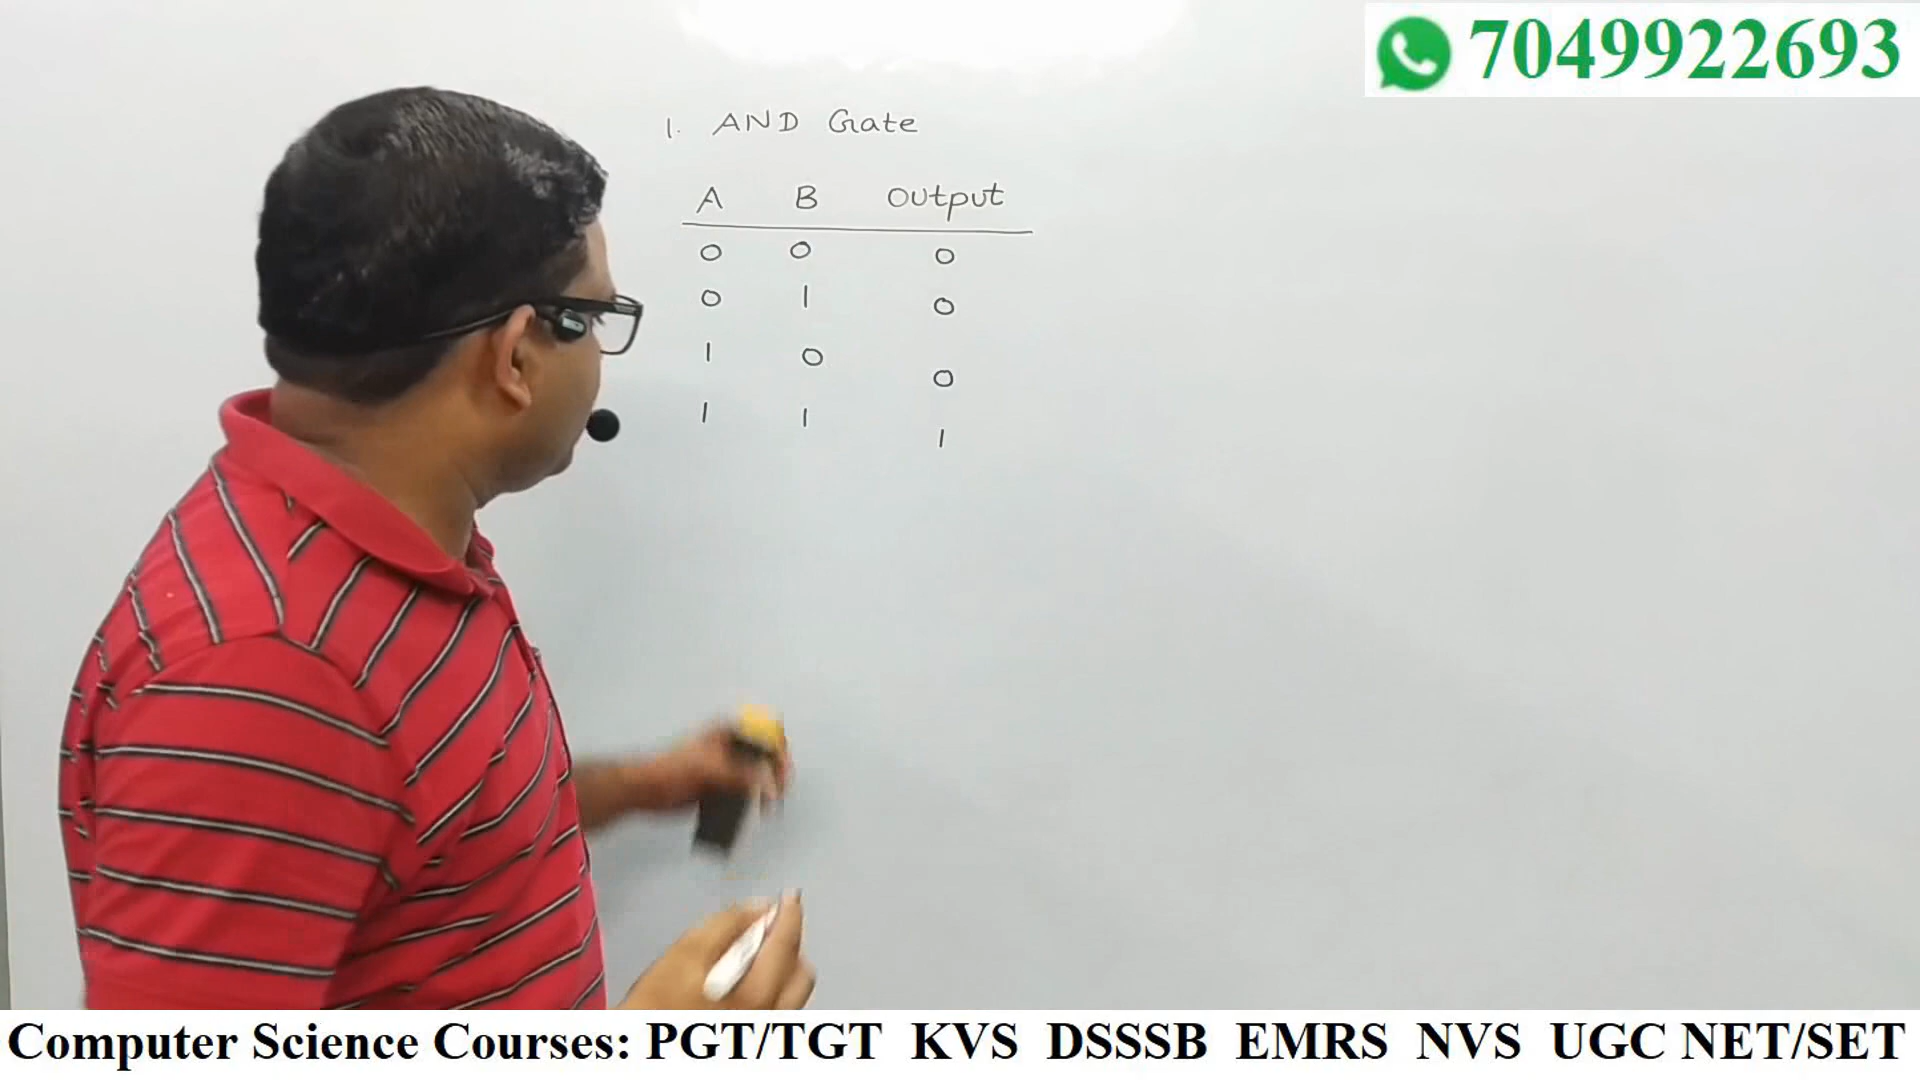 7049922693
1. AND Gate
A B Output
0 0 0
0 1 0
1 0 0
1 1 1
Computer Science Courses: PGT/TGT KVS DSSSB EMRS NVS UGC NET/SET